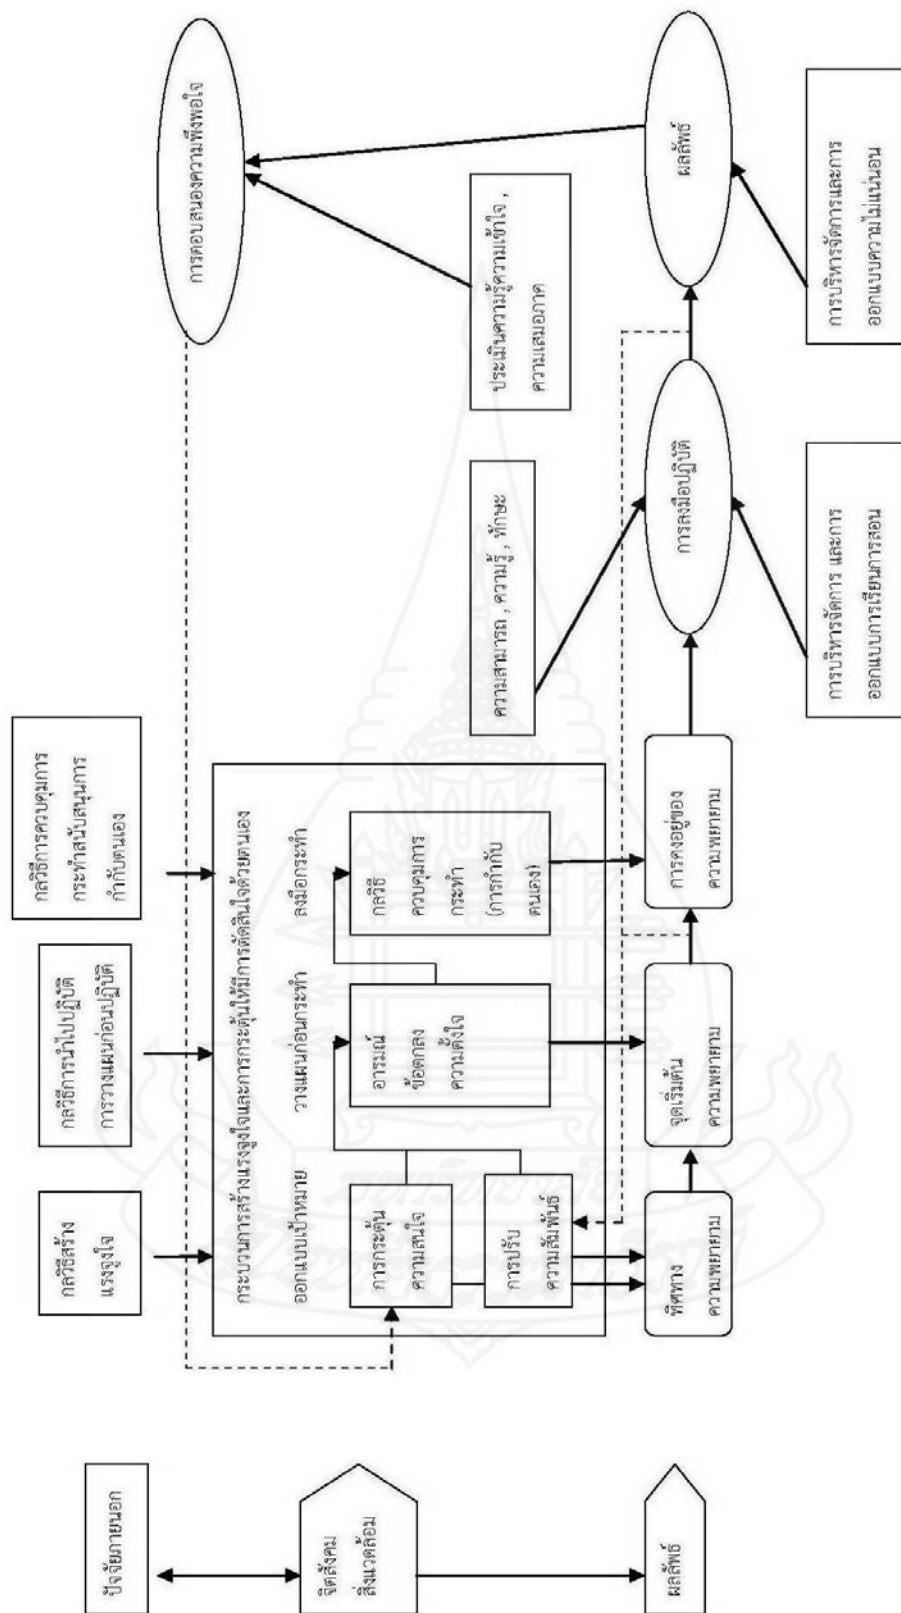 ปัจจัยภายนอก
กลวิธีสร้าง
แรงจูงใจ
กลวิธีการนำไปปฏิบัติ
การวางแผนก่อนปฏิบัติ
กลวิธีการควบคุมการ
กระทำสนับสนุนการ
กำกับตนเอง
การตอบสนองความพึงพอใจ
จิตสังคม
สิ่งแวดล้อม
กระบวนการสร้างแรงจูงใจและการกระตุ้นให้มีการตัดสินใจด้วยตนเอง
ออกแบบเป้าหมาย
วางแผนก่อนกระทำ
ลงมือกระทำ
การกระตุ้น
ความสนใจ
อารมณ์
ข้อตกลง
ความตั้งใจ
กลวิธี
ควบคุมการ
กระทำ
(การกำกับ
ตนเอง)
การปรับ
ความสัมพันธ์
ความสามารถ , ความรู้ , ทักษะ
ประเมินความรู้ความเข้าใจ ,
ความเสมอภาค
ผลลัพธ์
ทิศทาง
ความพยายาม
จุดเริ่มต้น
ความพยายาม
การคงอยู่ของ
ความพยายาม
การลงมือปฏิบัติ
ผลลัพธ์
การบริหารจัดการ และการ
ออกแบบการเรียนการสอน
การบริหารจัดการและการ
ออกแบบความไม่แน่นอน